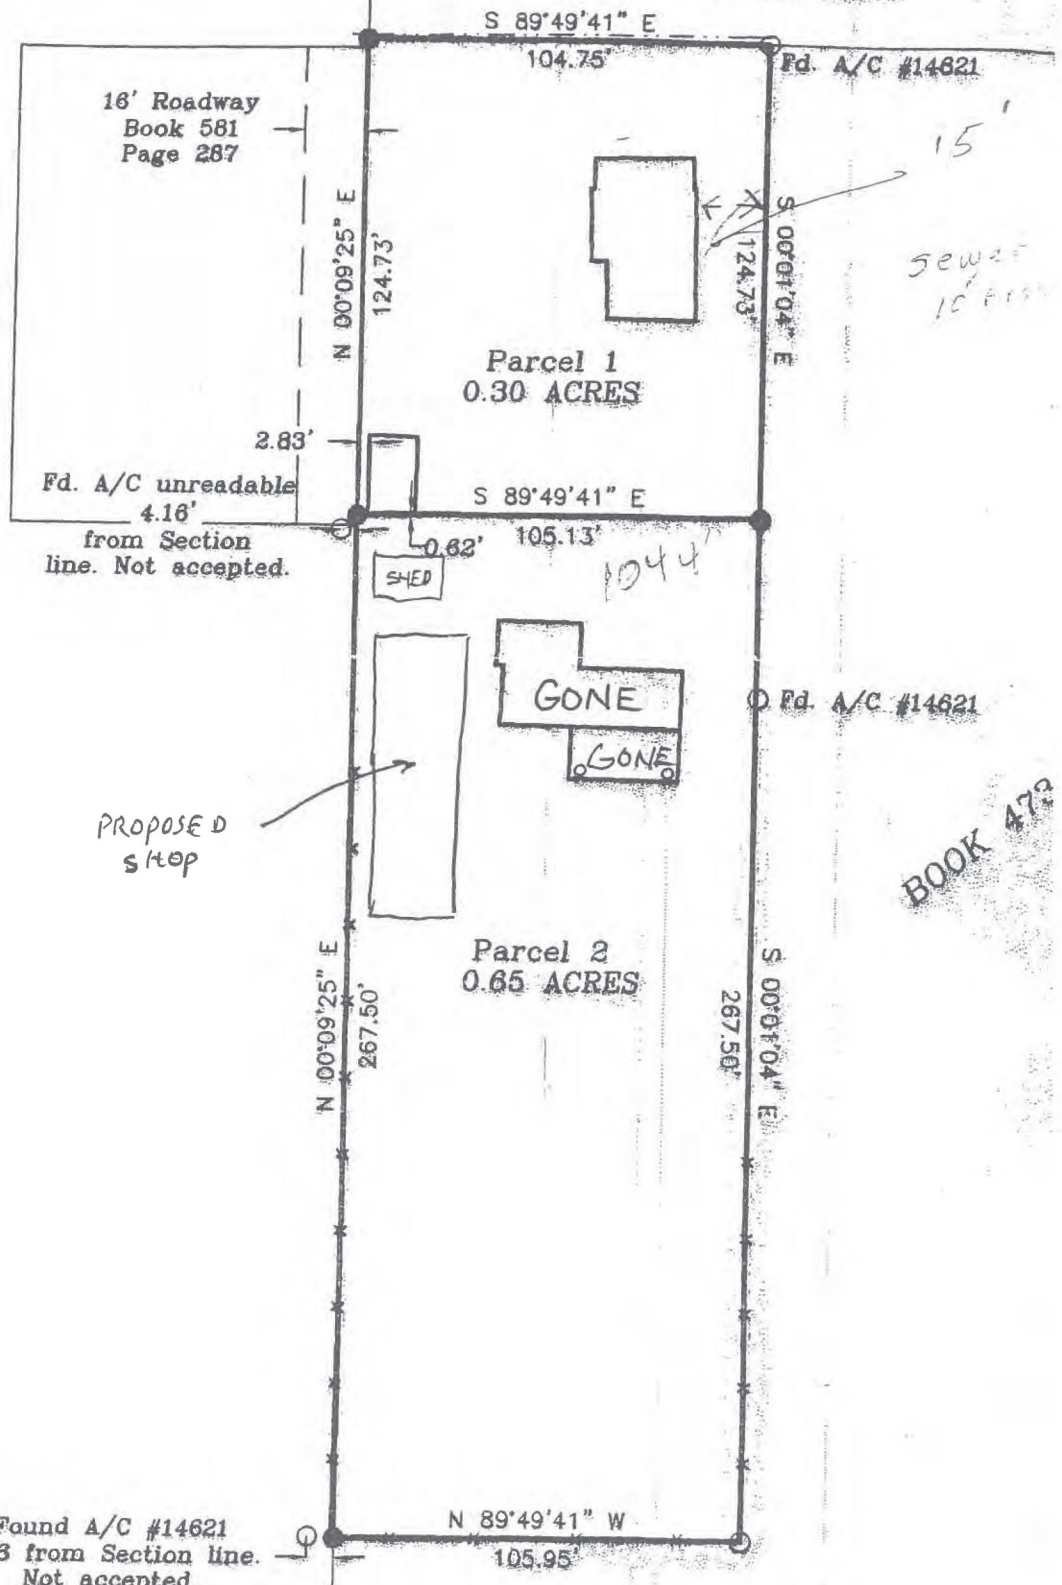 S 89°49'41" E
104.75'
Fd. A/C #14621
16' Roadway
Book 581
Page 287
15'
N 00°09'25" E
124.73'
S 00°01'04" E
124.73'
sewer
Parcel 1
0.30 ACRES
2.83'
Fd. A/C unreadable
4.16'
from Section
line. Not accepted.
S 89°49'41" E
105.13'
0.62'
1044
SHED
GONE
GONE
Fd. A/C #14621
PROPOSED
SHOP
BOOK 473
Parcel 2
0.65 ACRES
N 00°09'25" E
267.50'
S 00°01'04" E
267.50'
Found A/C #14621
from Section line.
Not accepted
N 89°49'41" W
105.95'